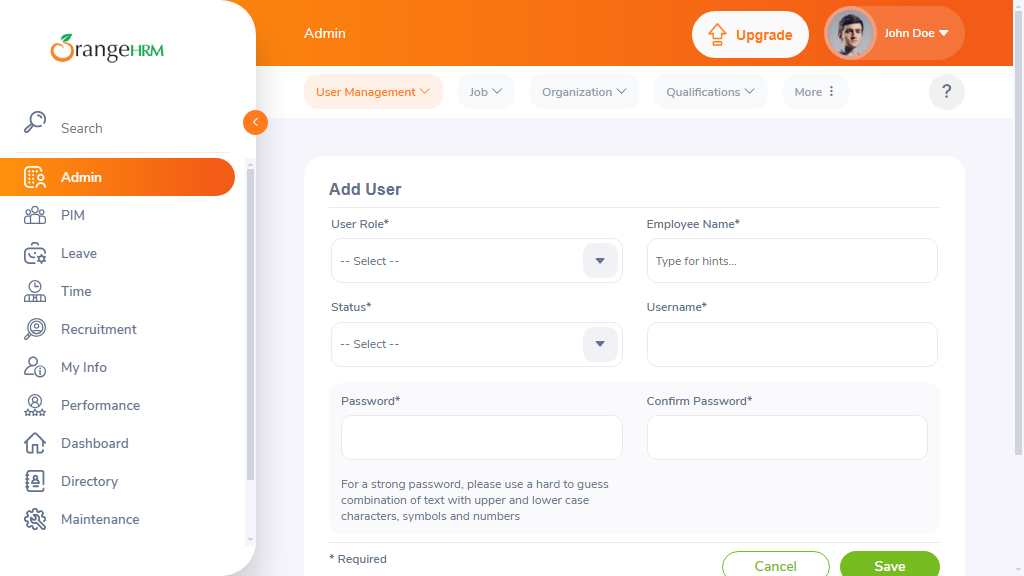 OrangeHRM
Search
Admin
PIM
Leave
Time
Recruitment
My Info
Performance
Dashboard
Directory
Maintenance
Admin
Upgrade
John Doe
User Management
Job
Organization
Qualifications
More
?
Add User
User Role*
Employee Name*
-- Select --
Type for hints...
Status*
Username*
-- Select --
Password*
Confirm Password*
For a strong password, please use a hard to guess
combination of text with upper and lower case
characters, symbols and numbers
* Required
Cancel
Save